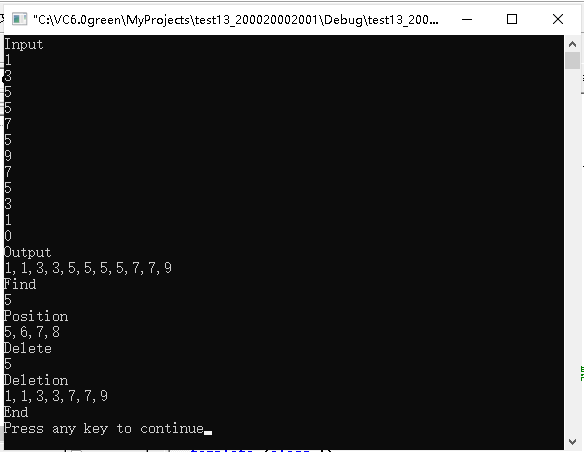 "C:\VC6.0green\MyProjects\test13_200020002001\Debug\test13_200...
Input
1
3
5
5
7
5
9
7
5
3
1
0
Output
1,1,3,3,5,5,5,5,7,7,9
Find
5
Position
5,6,7,8
Delete
5
Deletion
1,1,3,3,7,7,9
End
Press any key to continue